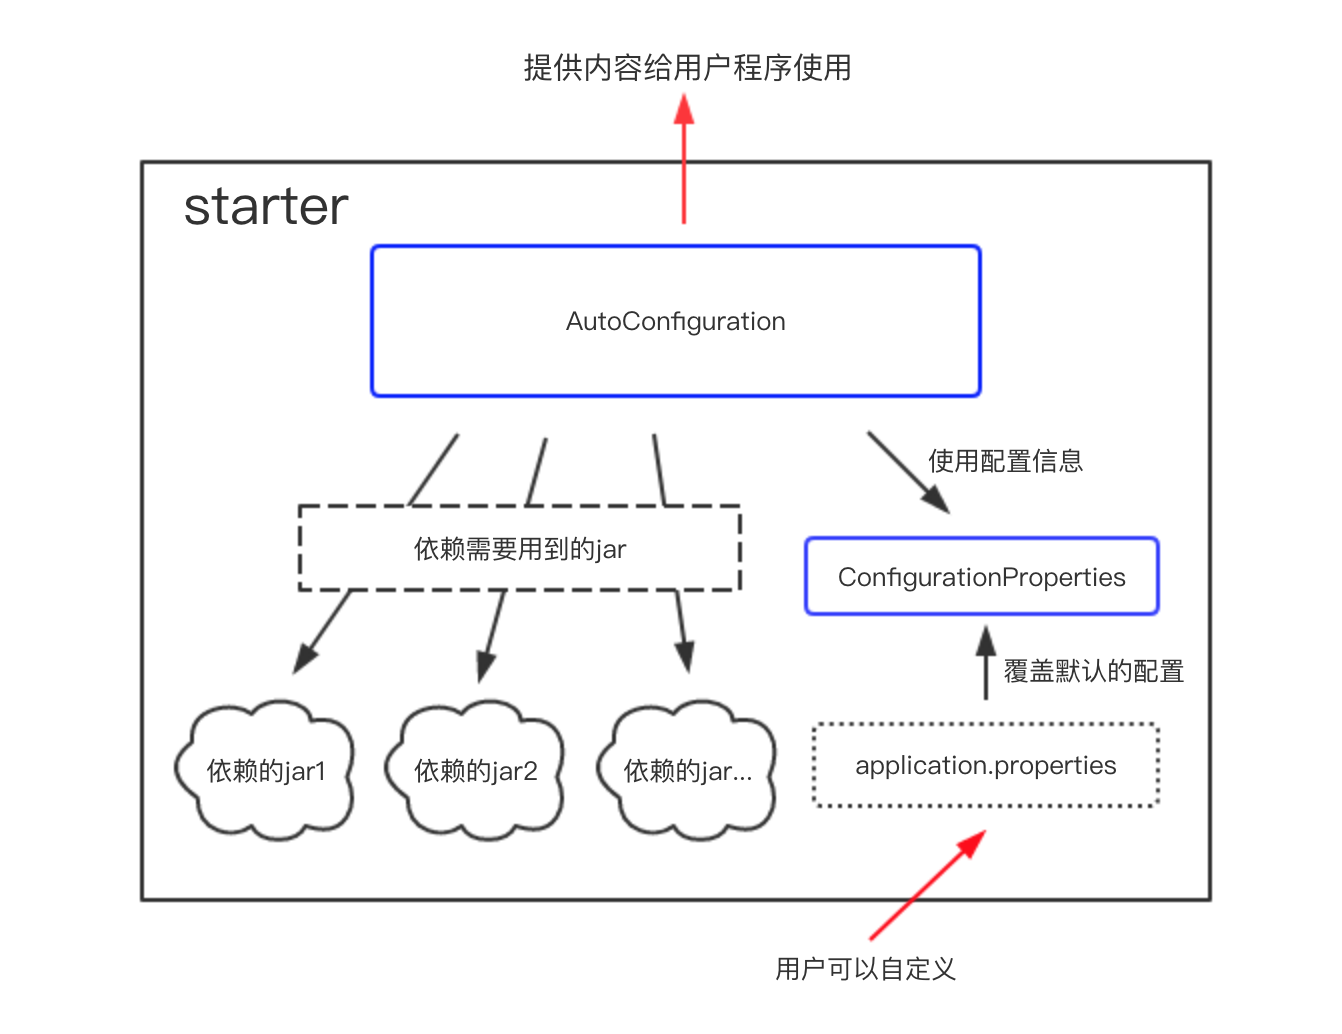 提供内容给用户程序使用
starter
AutoConfiguration
使用配置信息
依赖需要用到的jar
ConfigurationProperties
覆盖默认的配置
依赖的jar1
依赖的jar2
依赖的jar...
application.properties
用户可以自定义